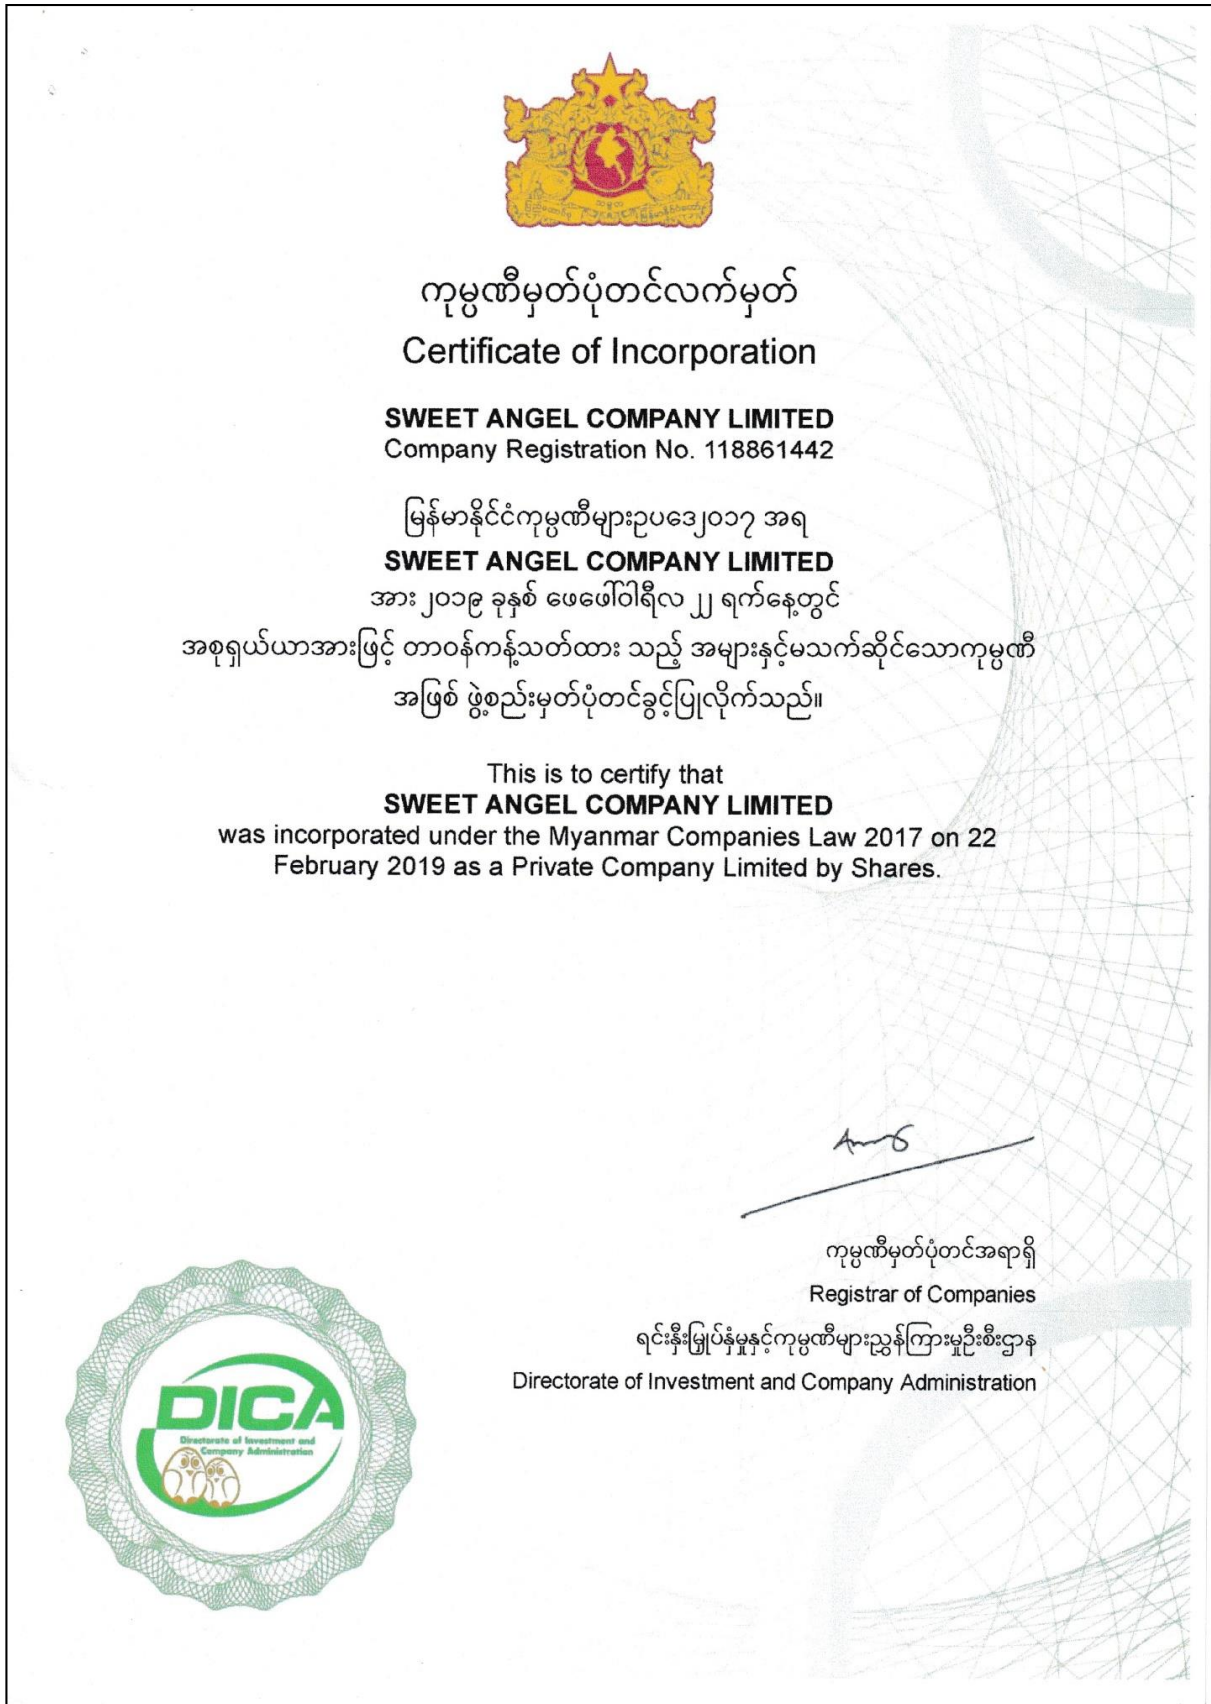 ကုမ္ပဏီမှတ်ပုံတင်လက်မှတ်
Certificate of Incorporation
SWEET ANGEL COMPANY LIMITED
Company Registration No. 118861442
မြန်မာနိုင်ငံကုမ္ပဏီများဥပဒေ၂၀၁၇ အရ
SWEET ANGEL COMPANY LIMITED
အား၂၀၁၉ ခုနှစ် ဖေဖော်ဝါရီလ ၂၂ ရက်နေ့တွင်
အစုရှယ်ယာအားဖြင့် တာဝန်ကန့်သတ်ထား သည့် အများနှင့်မသက်ဆိုင်သောကုမ္ပဏီ
အဖြစ် ဖွဲ့စည်းမှတ်ပုံတင်ခွင့်ပြုလိုက်သည်။
This is to certify that
SWEET ANGEL COMPANY LIMITED
was incorporated under the Myanmar Companies Law 2017 on 22
February 2019 as a Private Company Limited by Shares.
ကုမ္ပဏီမှတ်ပုံတင်အရာရှိ
Registrar of Companies
ရင်းနှီးမြှုပ်နှံမှုနှင့်ကုမ္ပဏီများညွှန်ကြားမှုဦးစီးဌာန
Directorate of Investment and Company Administration
DICA
Directorate of Investment and
Company Administration